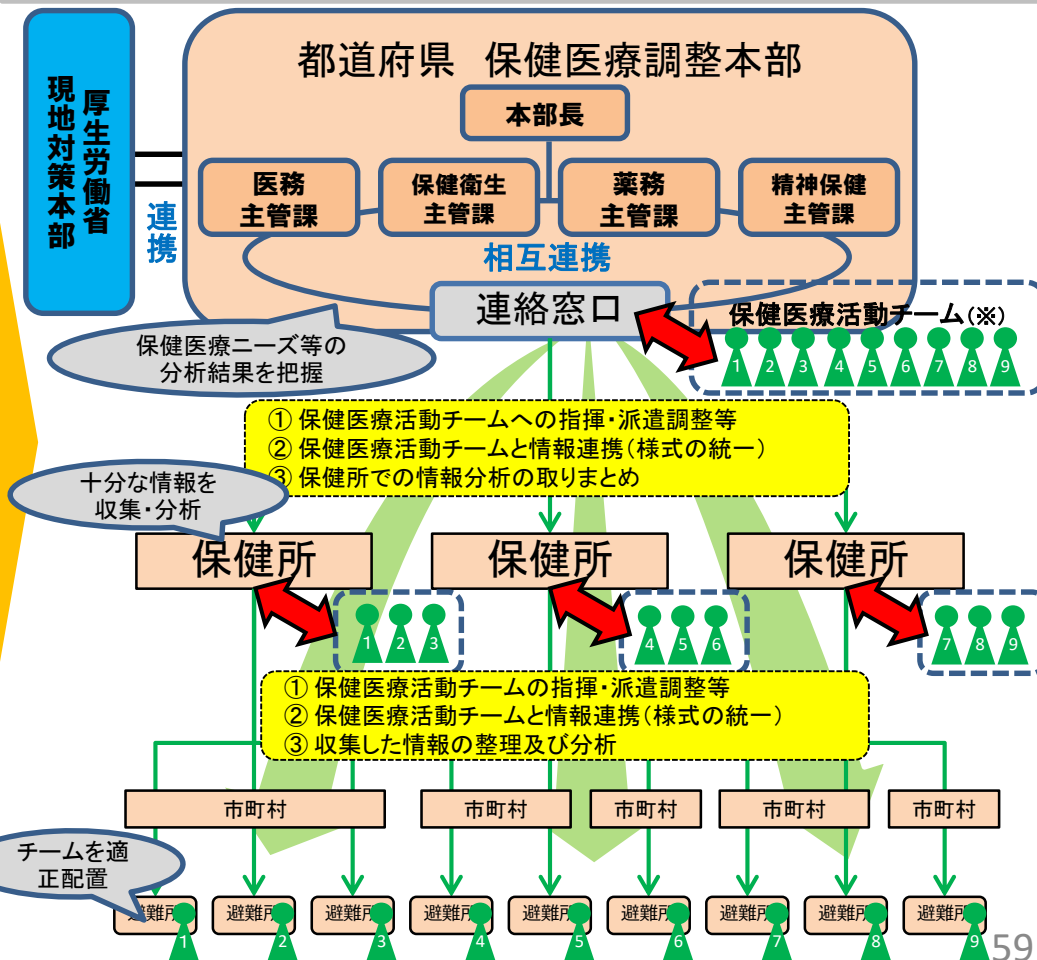 厚生労働省
現地対策本部
連携
都道府県 保健医療調整本部
本部長
医務
主管課
保健衛生
主管課
薬務
主管課
精神保健
主管課
相互連携
連絡窓口
保健医療活動チーム(※)
1 2 3 4 5 6 7 8 9
保健医療ニーズ等の
分析結果を把握
① 保健医療活動チームへの指揮・派遣調整等
② 保健医療活動チームと情報連携(様式の統一)
③ 保健所での情報分析の取りまとめ
十分な情報を
収集・分析
保健所 保健所 保健所
1 2 3 4 5 6 7 8 9
① 保健医療活動チームの指揮・派遣調整等
② 保健医療活動チームと情報連携(様式の統一)
③ 収集した情報の整理及び分析
市町村 市町村 市町村 市町村 市町村
チームを適
正配置
避難所 避難所 避難所 避難所 避難所 避難所 避難所 避難所 避難所
1 2 3 4 5 6 7 8 9
59